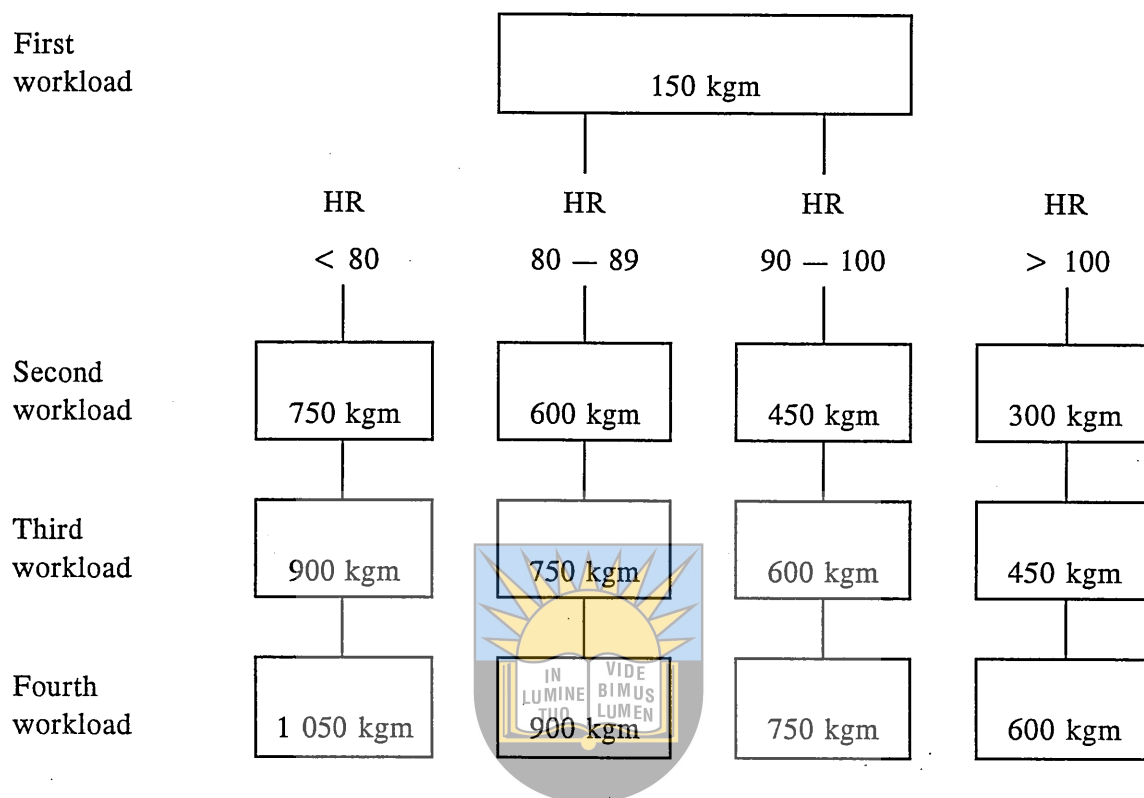 First
workload
150 kgm
HR HR HR HR
< 80 80 — 89 90 — 100 > 100
Second
workload
750 kgm 600 kgm 450 kgm 300 kgm
Third
workload
900 kgm 750 kgm 600 kgm 450 kgm
Fourth
workload
1 050 kgm 900 kgm 750 kgm 600 kgm
IN
LUMINE
TUO
VIDE
BIMUS
LUMEN